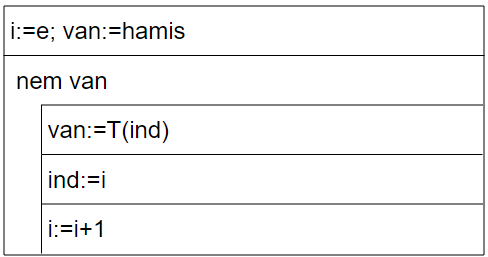 i:=e; van:=hamis
nem van
van:=T(ind)
ind:=i
i:=i+1